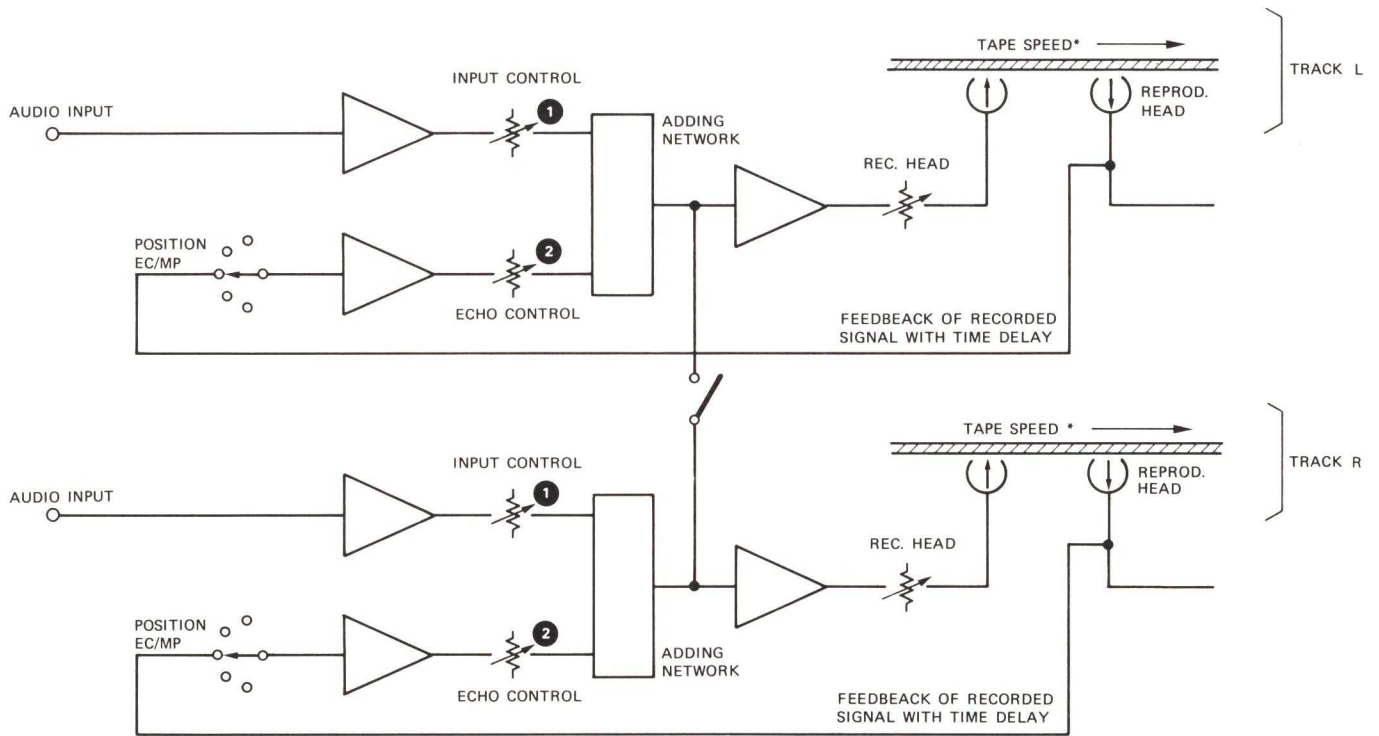 TAPE SPEED*
TRACK L
INPUT CONTROL
1
REPROD.
HEAD
AUDIO INPUT
ADDING
NETWORK
REC. HEAD
POSITION
EC/MP
2
ECHO CONTROL
FEEDBEACK OF RECORDED
SIGNAL WITH TIME DELAY
TAPE SPEED *
TRACK R
INPUT CONTROL
1
REPROD.
HEAD
AUDIO INPUT
REC. HEAD
POSITION
EC/MP
2
ADDING
NETWORK
ECHO CONTROL
FEEDBEACK OF RECORDED
SIGNAL WITH TIME DELAY